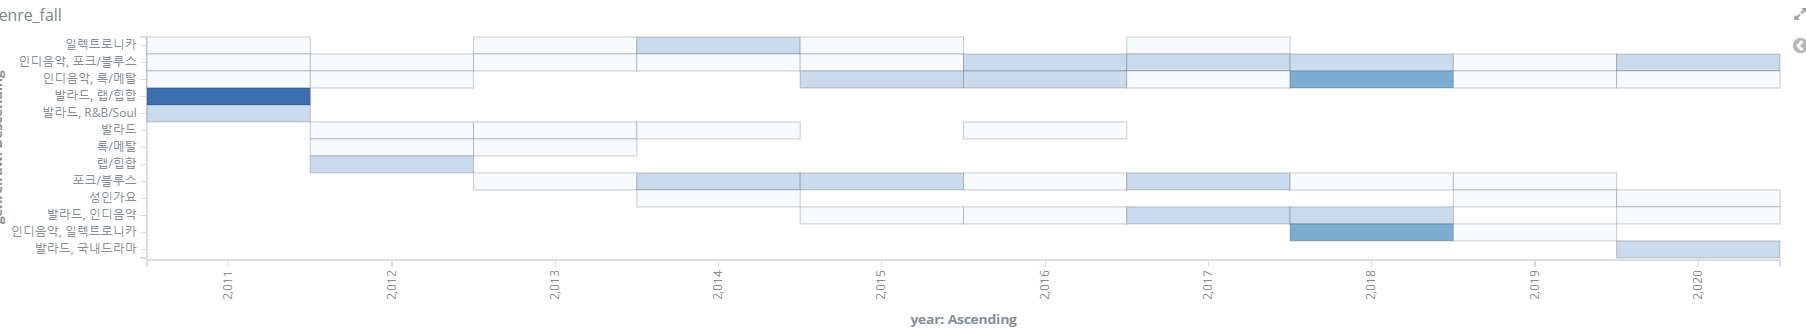 enre_fall
일렉트로니카
인디음악, 포크/블루스
인디음악, 록/메탈
발라드, 랩/힙합
발라드, R&B/Soul
발라드
록/메탈
랩/힙합
포크/블루스
성인가요
발라드, 인디음악
인디음악, 일렉트로니카
발라드, 국내드라마
2,011
2,012
2,013
2,014
2,015
2,016
2,017
2,018
2,019
2,020
year: Ascending